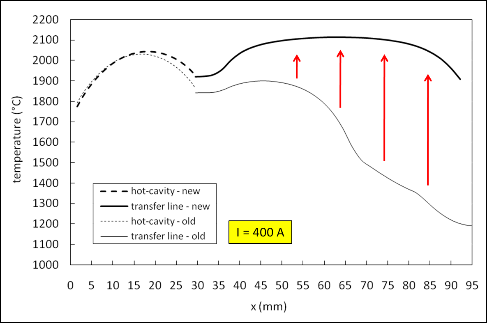 2200
2100
2000
1900
1800
1700
1600
1500
1400
1300
1200
1100
1000
temperature (°C)
hot-cavity - new
transfer line - new
hot-cavity - old
transfer line - old
I = 400 A
0 5 10 15 20 25 30 35 40 45 50 55 60 65 70 75 80 85 90 95
x (mm)